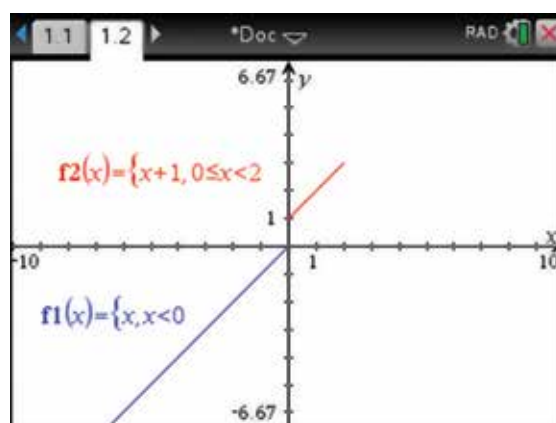 1.1 1.2 *Doc RAD
6.67 y
f2(x)={x+1, 0≤x<2
1
x
-10 1 10
f1(x)={x,x<0
-6.67